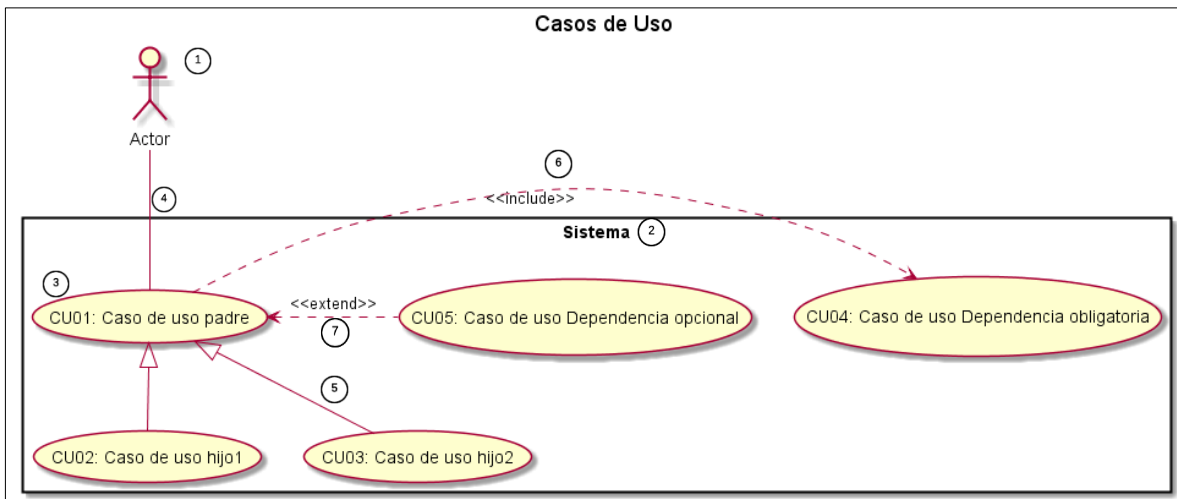 Casos de Uso
1
Actor
6
4
<<include>>
Sistema 2
3
<<extend>>
CU01: Caso de uso padre
CU05: Caso de uso Dependencia opcional
CU04: Caso de uso Dependencia obligatoria
7
5
CU02: Caso de uso hijo1
CU03: Caso de uso hijo2